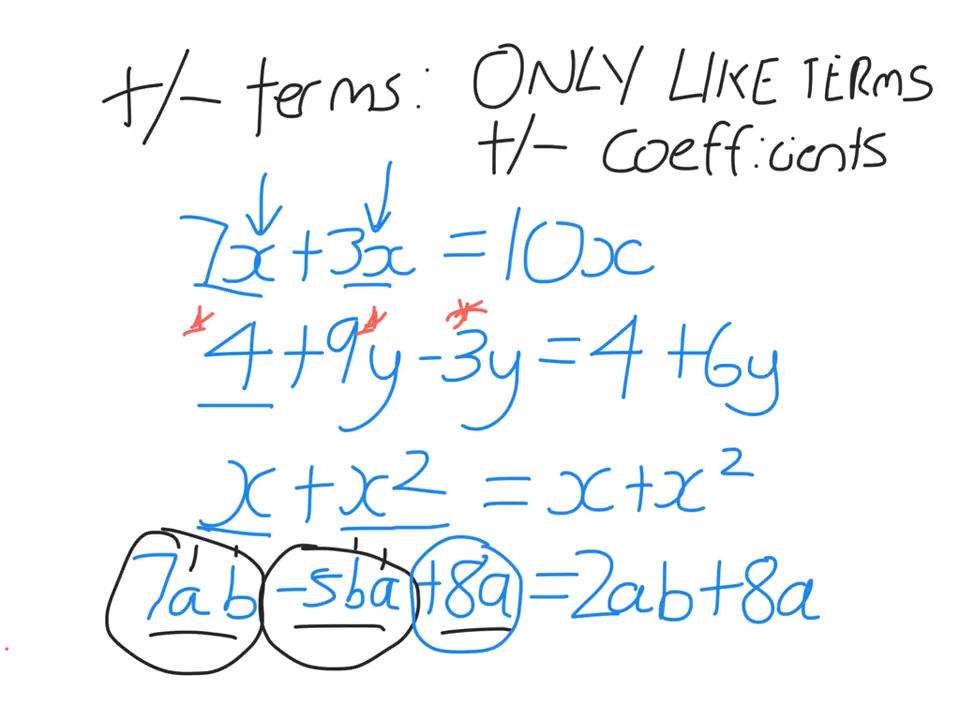 +/- terms: ONLY LIKE TERMS
+/- coefficients
7x + 3x = 10x
4 + 9y - 3y = 4 + 6y
x + x² = x + x²
7ab - 5ba + 8a = 2ab + 8a